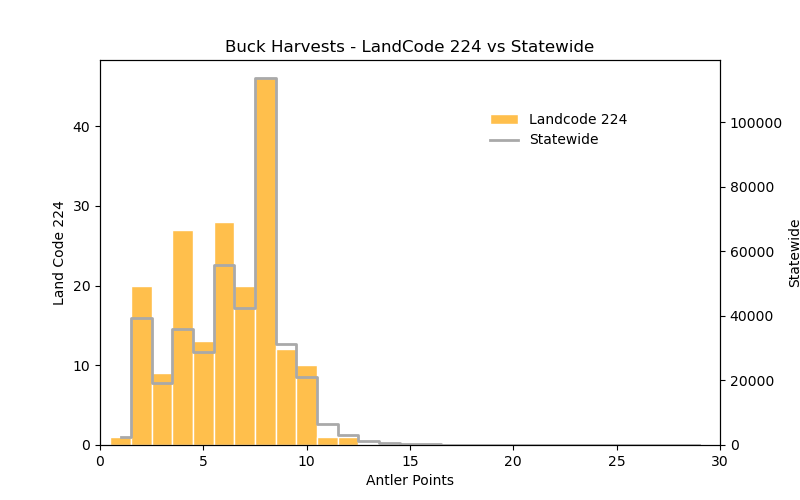 Buck Harvests - LandCode 224 vs Statewide
Land Code 224
40
30
20
10
0
Landcode 224
Statewide
100000
80000
60000
40000
20000
0
Statewide
0 5 10 15 20 25 30
Antler Points